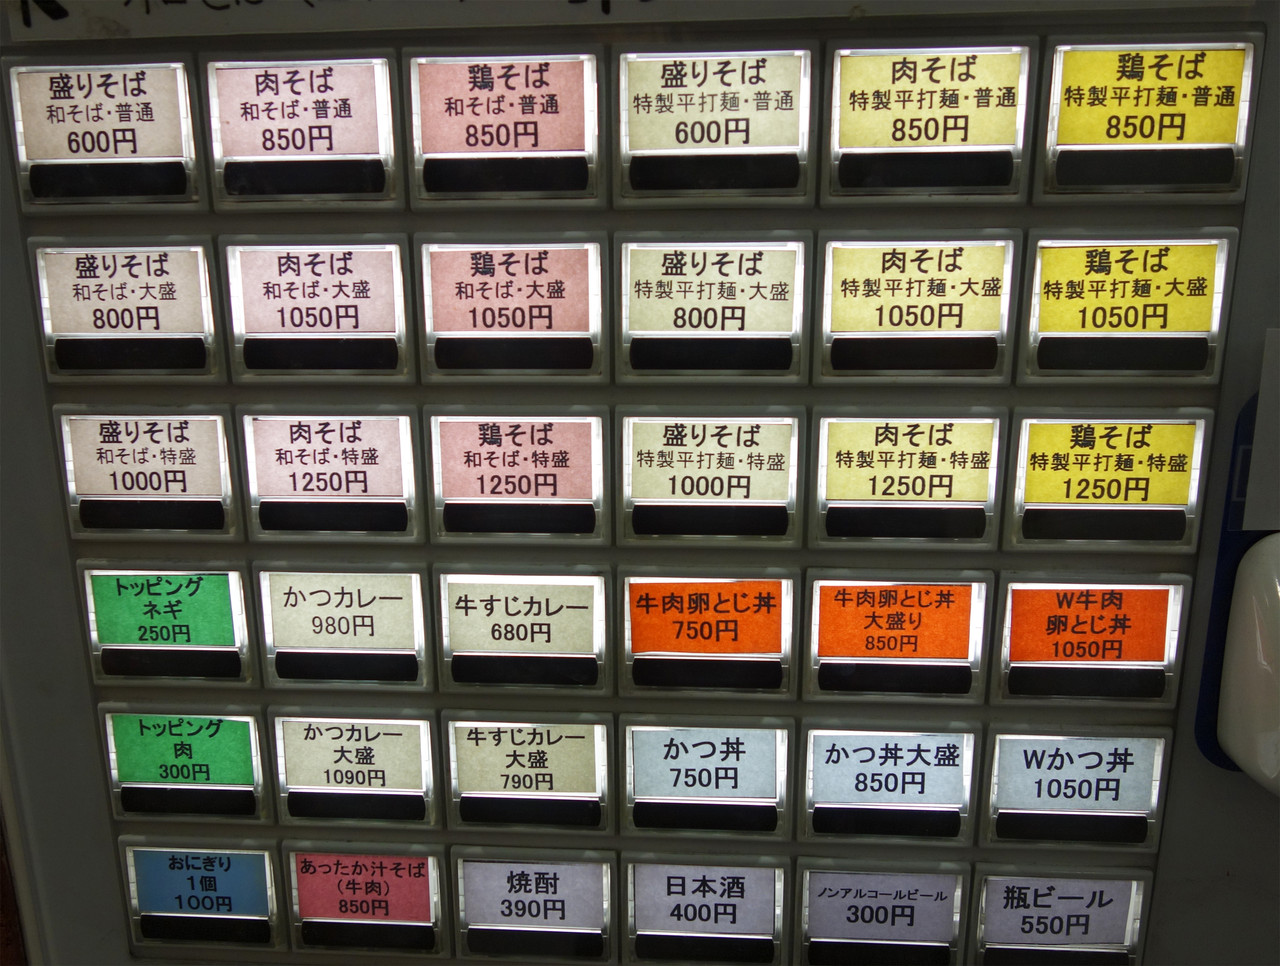 盛りそば
和そば・普通
600円
肉そば
和そば・普通
850円
鶏そば
和そば・普通
850円
盛りそば
特製平打麺・普通
600円
肉そば
特製平打麺・普通
850円
鶏そば
特製平打麺・普通
850円
盛りそば
和そば・大盛
800円
肉そば
和そば・大盛
1050円
鶏そば
和そば・大盛
1050円
盛りそば
特製平打麺・大盛
800円
肉そば
特製平打麺・大盛
1050円
鶏そば
特製平打麺・大盛
1050円
盛りそば
和そば・特盛
1000円
肉そば
和そば・特盛
1250円
鶏そば
和そば・特盛
1250円
盛りそば
特製平打麺・特盛
1000円
肉そば
特製平打麺・特盛
1250円
鶏そば
特製平打麺・特盛
1250円
トッピング
ネギ
250円
かつカレー
980円
牛すじカレー
680円
牛肉卵とじ丼
750円
牛肉卵とじ丼
大盛り
850円
W牛肉
卵とじ丼
1050円
トッピング
肉
300円
かつカレー
大盛
1090円
牛すじカレー
大盛
790円
かつ丼
750円
かつ丼大盛
850円
Wかつ丼
1050円
おにぎり
1個
100円
あったか汁そば
(牛肉)
850円
焼酎
390円
日本酒
400円
ノンアルコールビール
300円
瓶ビール
550円